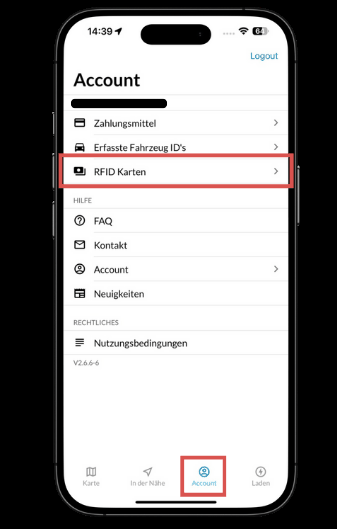 14:39
64
Logout
Account
Zahlungsmittel
Erfasste Fahrzeug ID's
RFID Karten
HILFE
FAQ
Kontakt
Account
Neuigkeiten
RECHTLICHES
Nutzungsbedingungen
V2.6.6-6
Karte In der Nähe Account Laden